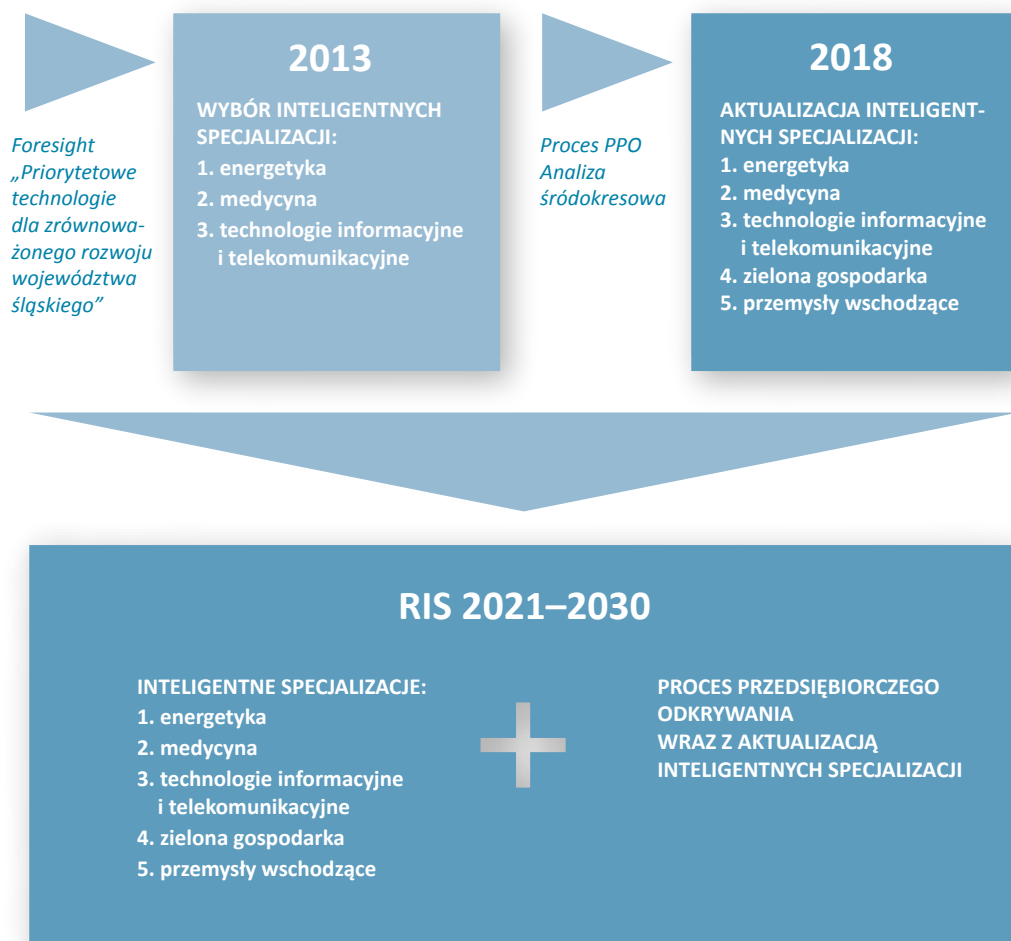 Foresight
„Priorytetowe
technologie
dla zrównowa-
żonego rozwoju
województwa
śląskiego”
2013
WYBÓR INTELIGENTNYCH
SPECJALIZACJI:
1. energetyka
2. medycyna
3. technologie informacyjne
i telekomunikacyjne
Proces PPO
Analiza
śródokresowa
2018
AKTUALIZACJA INTELIGENT-
NYCH SPECJALIZACJI:
1. energetyka
2. medycyna
3. technologie informacyjne
i telekomunikacyjne
4. zielona gospodarka
5. przemysły wschodzące
RIS 2021–2030
INTELIGENTNE SPECJALIZACJE:
1. energetyka
2. medycyna
3. technologie informacyjne
i telekomunikacyjne
4. zielona gospodarka
5. przemysły wschodzące
+
PROCES PRZEDSIĘBIORCZEGO
ODKRYWANIA
WRAZ Z AKTUALIZACJĄ
INTELIGENTNYCH SPECJALIZACJI